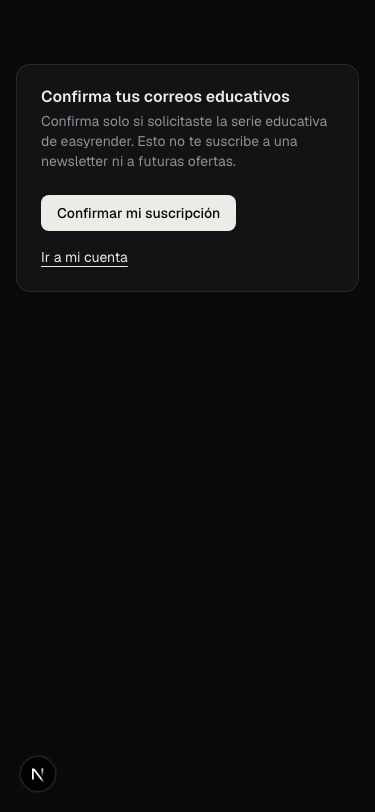 Confirma tus correos educativos
Confirma solo si solicitaste la serie educativa
de easyrender. Esto no te suscribe a una
newsletter ni a futuras ofertas.
Confirmar mi suscripción
Ir a mi cuenta
N